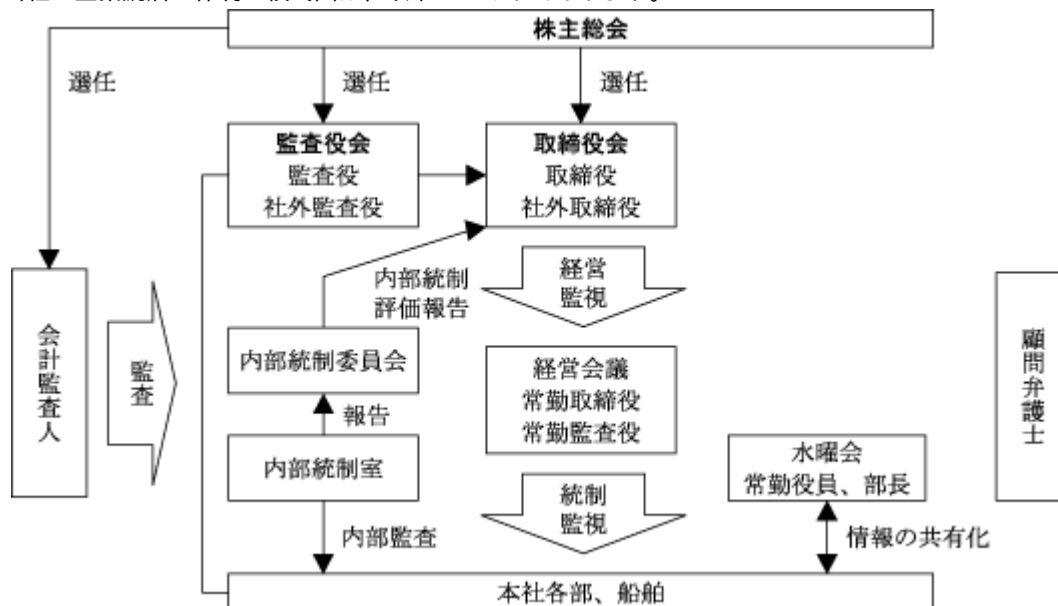 株主総会
選任
選任
選任
監査役会
監査役
社外監査役
取締役会
取締役
社外取締役
内部統制
評価報告
経営
監視
会計監査人
監査
内部統制委員会
報告
内部統制室
内部監査
経営会議
常勤取締役
常勤監査役
統制
監視
水曜会
常勤役員、部長
情報の共有化
顧問弁護士
本社各部、船舶